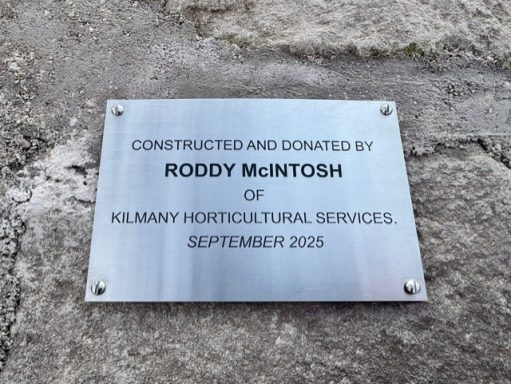 CONSTRUCTED AND DONATED BY
RODDY McINTOSH
OF
KILMANY HORTICULTURAL SERVICES.
SEPTEMBER 2025